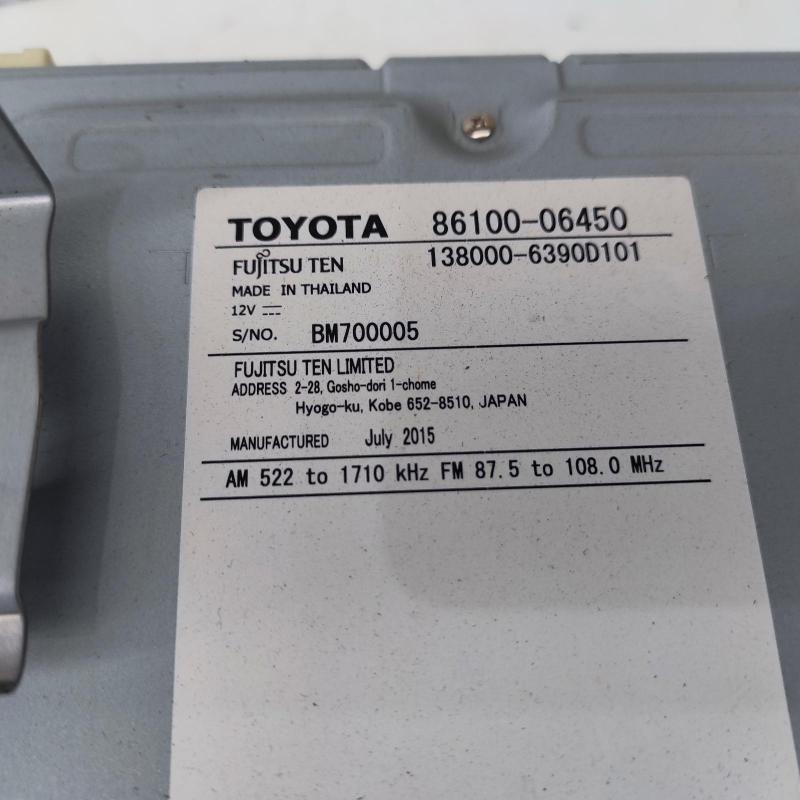 TOYOTA 86100-06450
FUJITSU TEN 138000-6390D101
MADE IN THAILAND
12V
S/NO. BM700005
FUJITSU TEN LIMITED
ADDRESS 2-28, Gosho-dori 1-chome
Hyogo-ku, Kobe 652-8510, JAPAN
MANUFACTURED July 2015
AM 522 to 1710 kHz FM 87.5 to 108.0 MHz